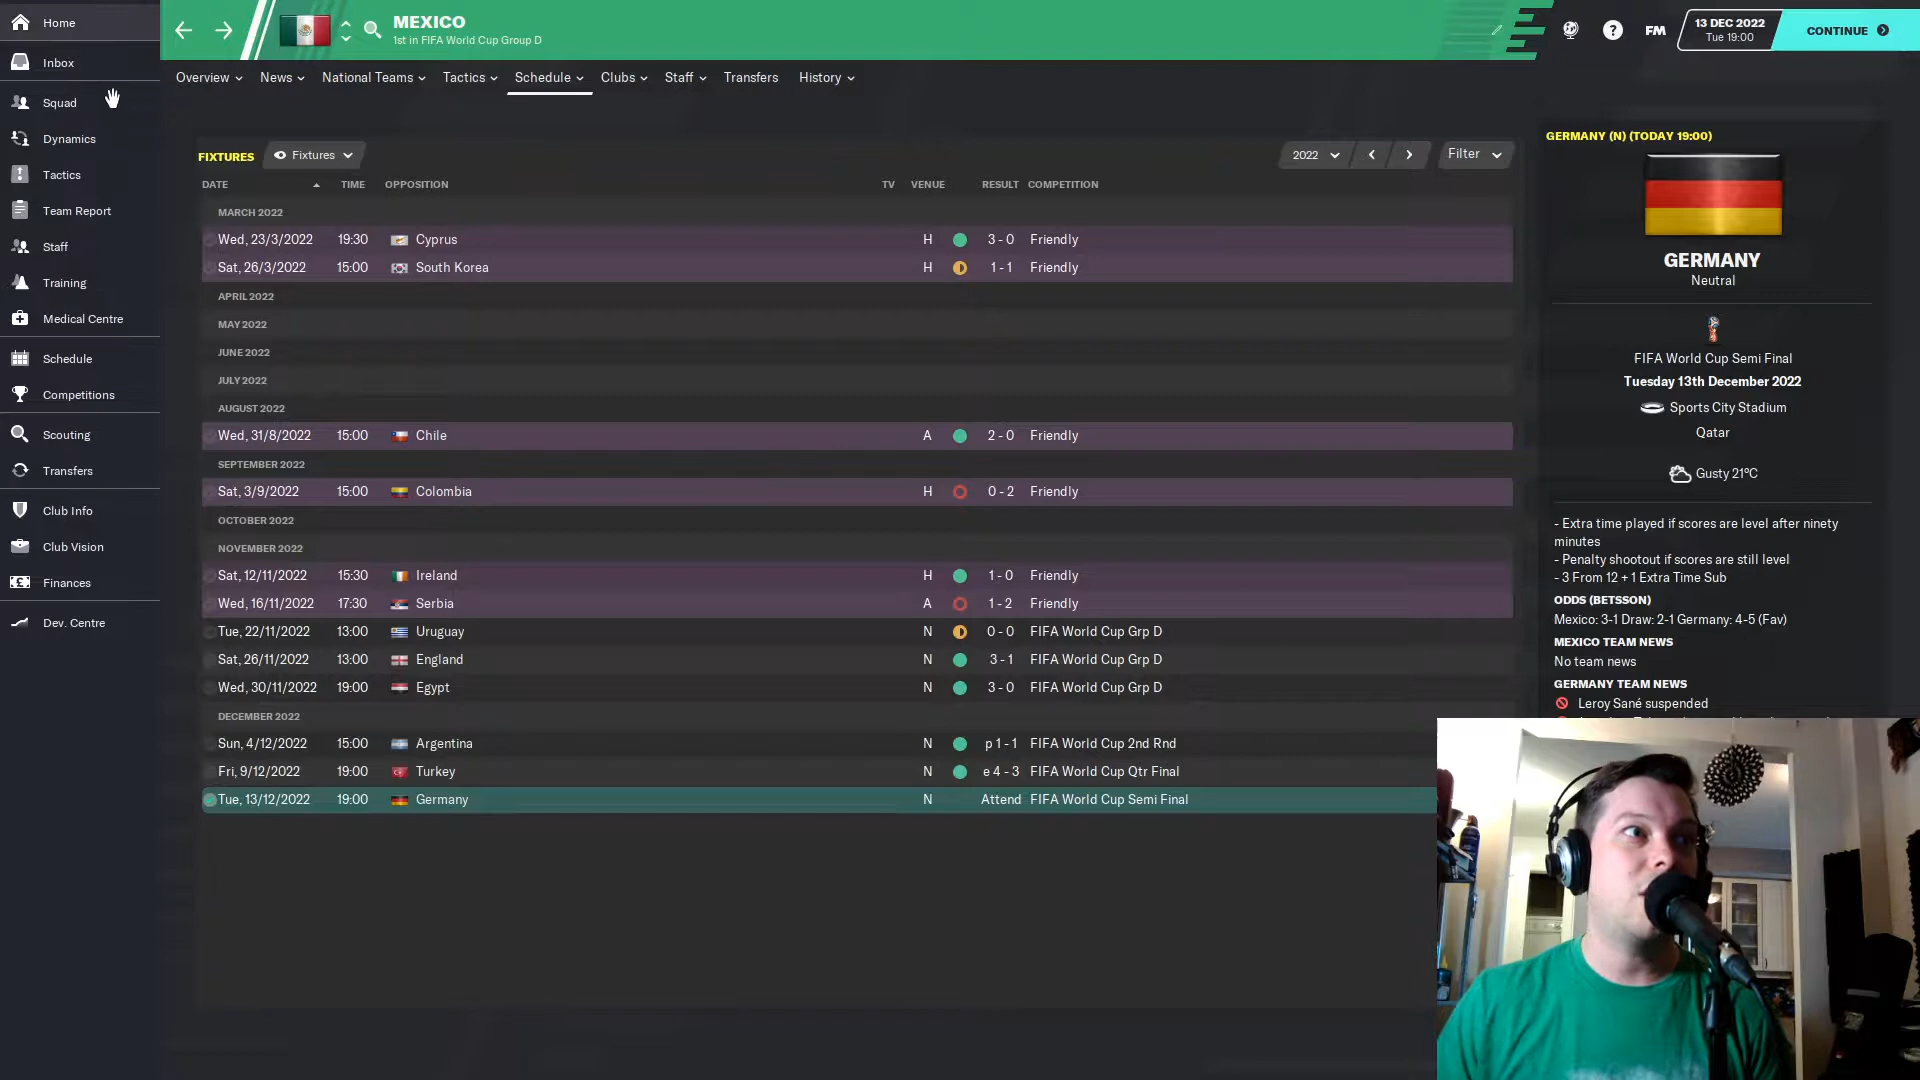 Home
Inbox
Squad
Dynamics
Tactics
Team Report
Staff
Training
Medical Centre
Schedule
Competitions
Scouting
Transfers
Club Info
Club Vision
Finances
Dev. Centre
MEXICO
1st in FIFA World Cup Group D
? FM
13 DEC 2022
Tue 19:00
CONTINUE
Overview News National Teams Tactics Schedule Clubs Staff Transfers History
FIXTURES Fixtures 2022 Filter
DATE TIME OPPOSITION TV VENUE RESULT COMPETITION
MARCH 2022
Wed, 23/3/2022 19:30 Cyprus H 3 - 0 Friendly
Sat, 26/3/2022 15:00 South Korea H 1 - 1 Friendly
APRIL 2022
MAY 2022
JUNE 2022
JULY 2022
AUGUST 2022
Wed, 31/8/2022 15:00 Chile A 2 - 0 Friendly
SEPTEMBER 2022
Sat, 3/9/2022 15:00 Colombia H 0 - 2 Friendly
OCTOBER 2022
NOVEMBER 2022
Sat, 12/11/2022 15:30 Ireland H 1 - 0 Friendly
Wed, 16/11/2022 17:30 Serbia A 1 - 2 Friendly
Tue, 22/11/2022 13:00 Uruguay N 0 - 0 FIFA World Cup Grp D
Sat, 26/11/2022 13:00 England N 3 - 1 FIFA World Cup Grp D
Wed, 30/11/2022 19:00 Egypt N 3 - 0 FIFA World Cup Grp D
DECEMBER 2022
Sun, 4/12/2022 15:00 Argentina N p 1 - 1 FIFA World Cup 2nd Rnd
Fri, 9/12/2022 19:00 Turkey N e 4 - 3 FIFA World Cup Qtr Final
Tue, 13/12/2022 19:00 Germany N Attend FIFA World Cup Semi Final
GERMANY (N) (TODAY 19:00)
GERMANY
Neutral
FIFA World Cup Semi Final
Tuesday 13th December 2022
Sports City Stadium
Qatar
Gusty 21°C
- Extra time played if scores are level after ninety
minutes
- Penalty shootout if scores are still level
- 3 From 12 + 1 Extra Time Sub
ODDS (BETSSON)
Mexico: 3-1 Draw: 2-1 Germany: 4-5 (Fav)
MEXICO TEAM NEWS
No team news
GERMANY TEAM NEWS
Leroy Sané suspended